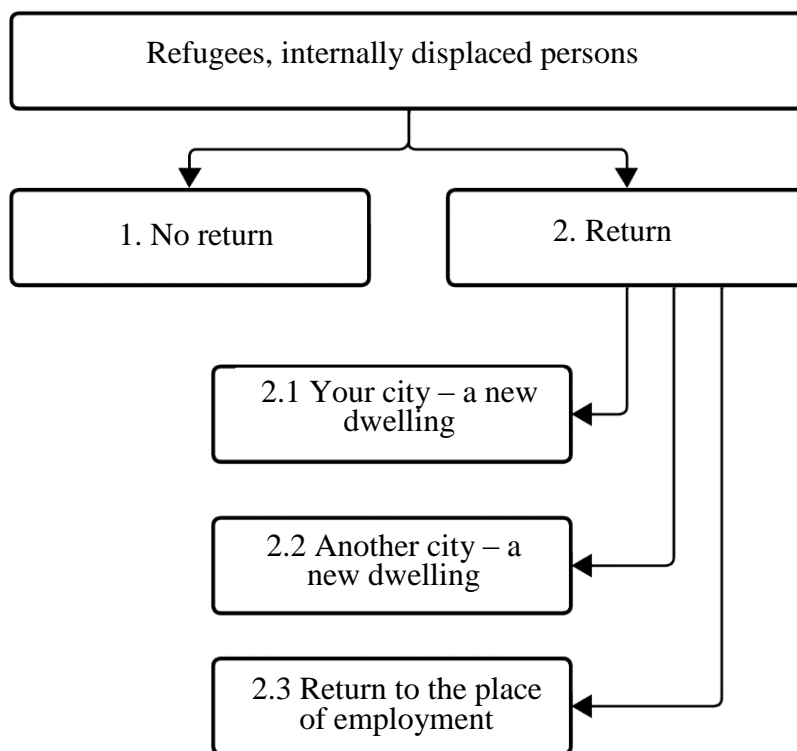 Refugees, internally displaced persons
1. No return
2. Return
2.1 Your city – a new
dwelling
2.2 Another city – a
new dwelling
2.3 Return to the place
of employment